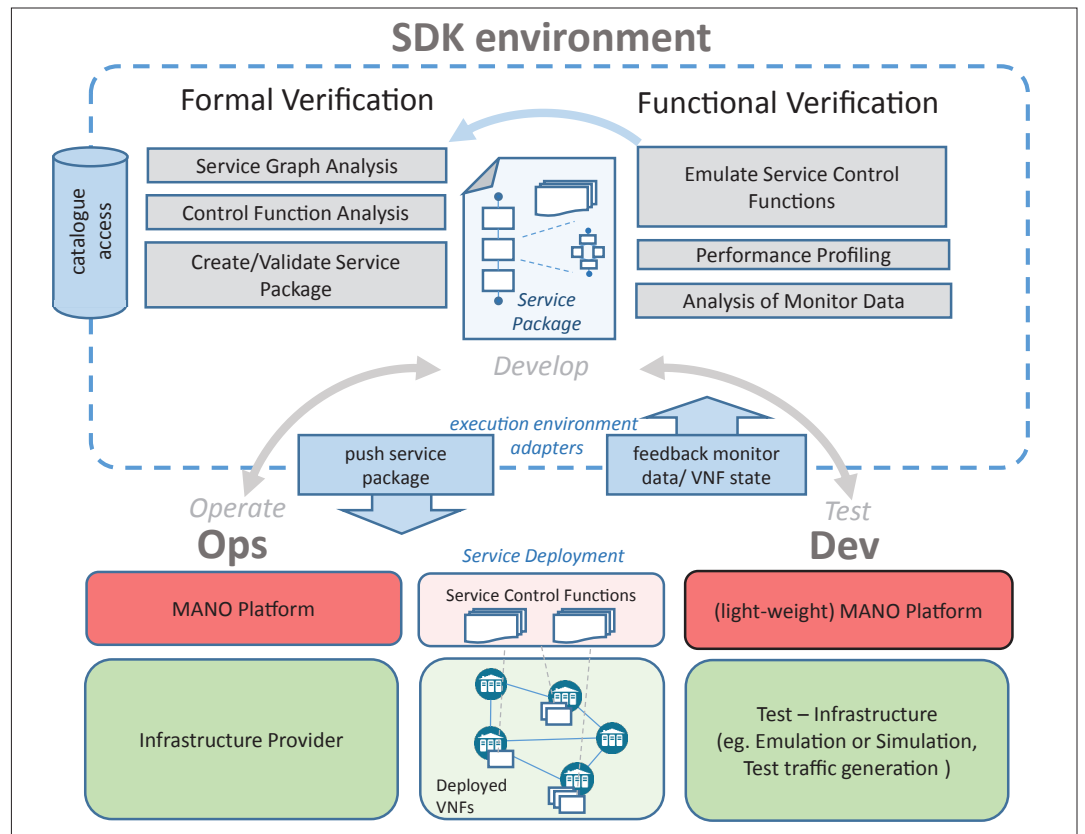 SDK environment
Formal Verification
Functional Verification
catalogue
access
Service Graph Analysis
Control Function Analysis
Create/Validate Service
Package
Service
Package
Emulate Service Control
Functions
Performance Profiling
Analysis of Monitor Data
Develop
execution environment
adapters
push service
package
feedback monitor
data/ VNF state
Operate
Ops
Test
Dev
Service Deployment
MANO Platform
Service Control Functions
(light-weight) MANO Platform
Infrastructure Provider
Deployed
VNFs
Test – Infrastructure
(eg. Emulation or Simulation,
Test traffic generation )